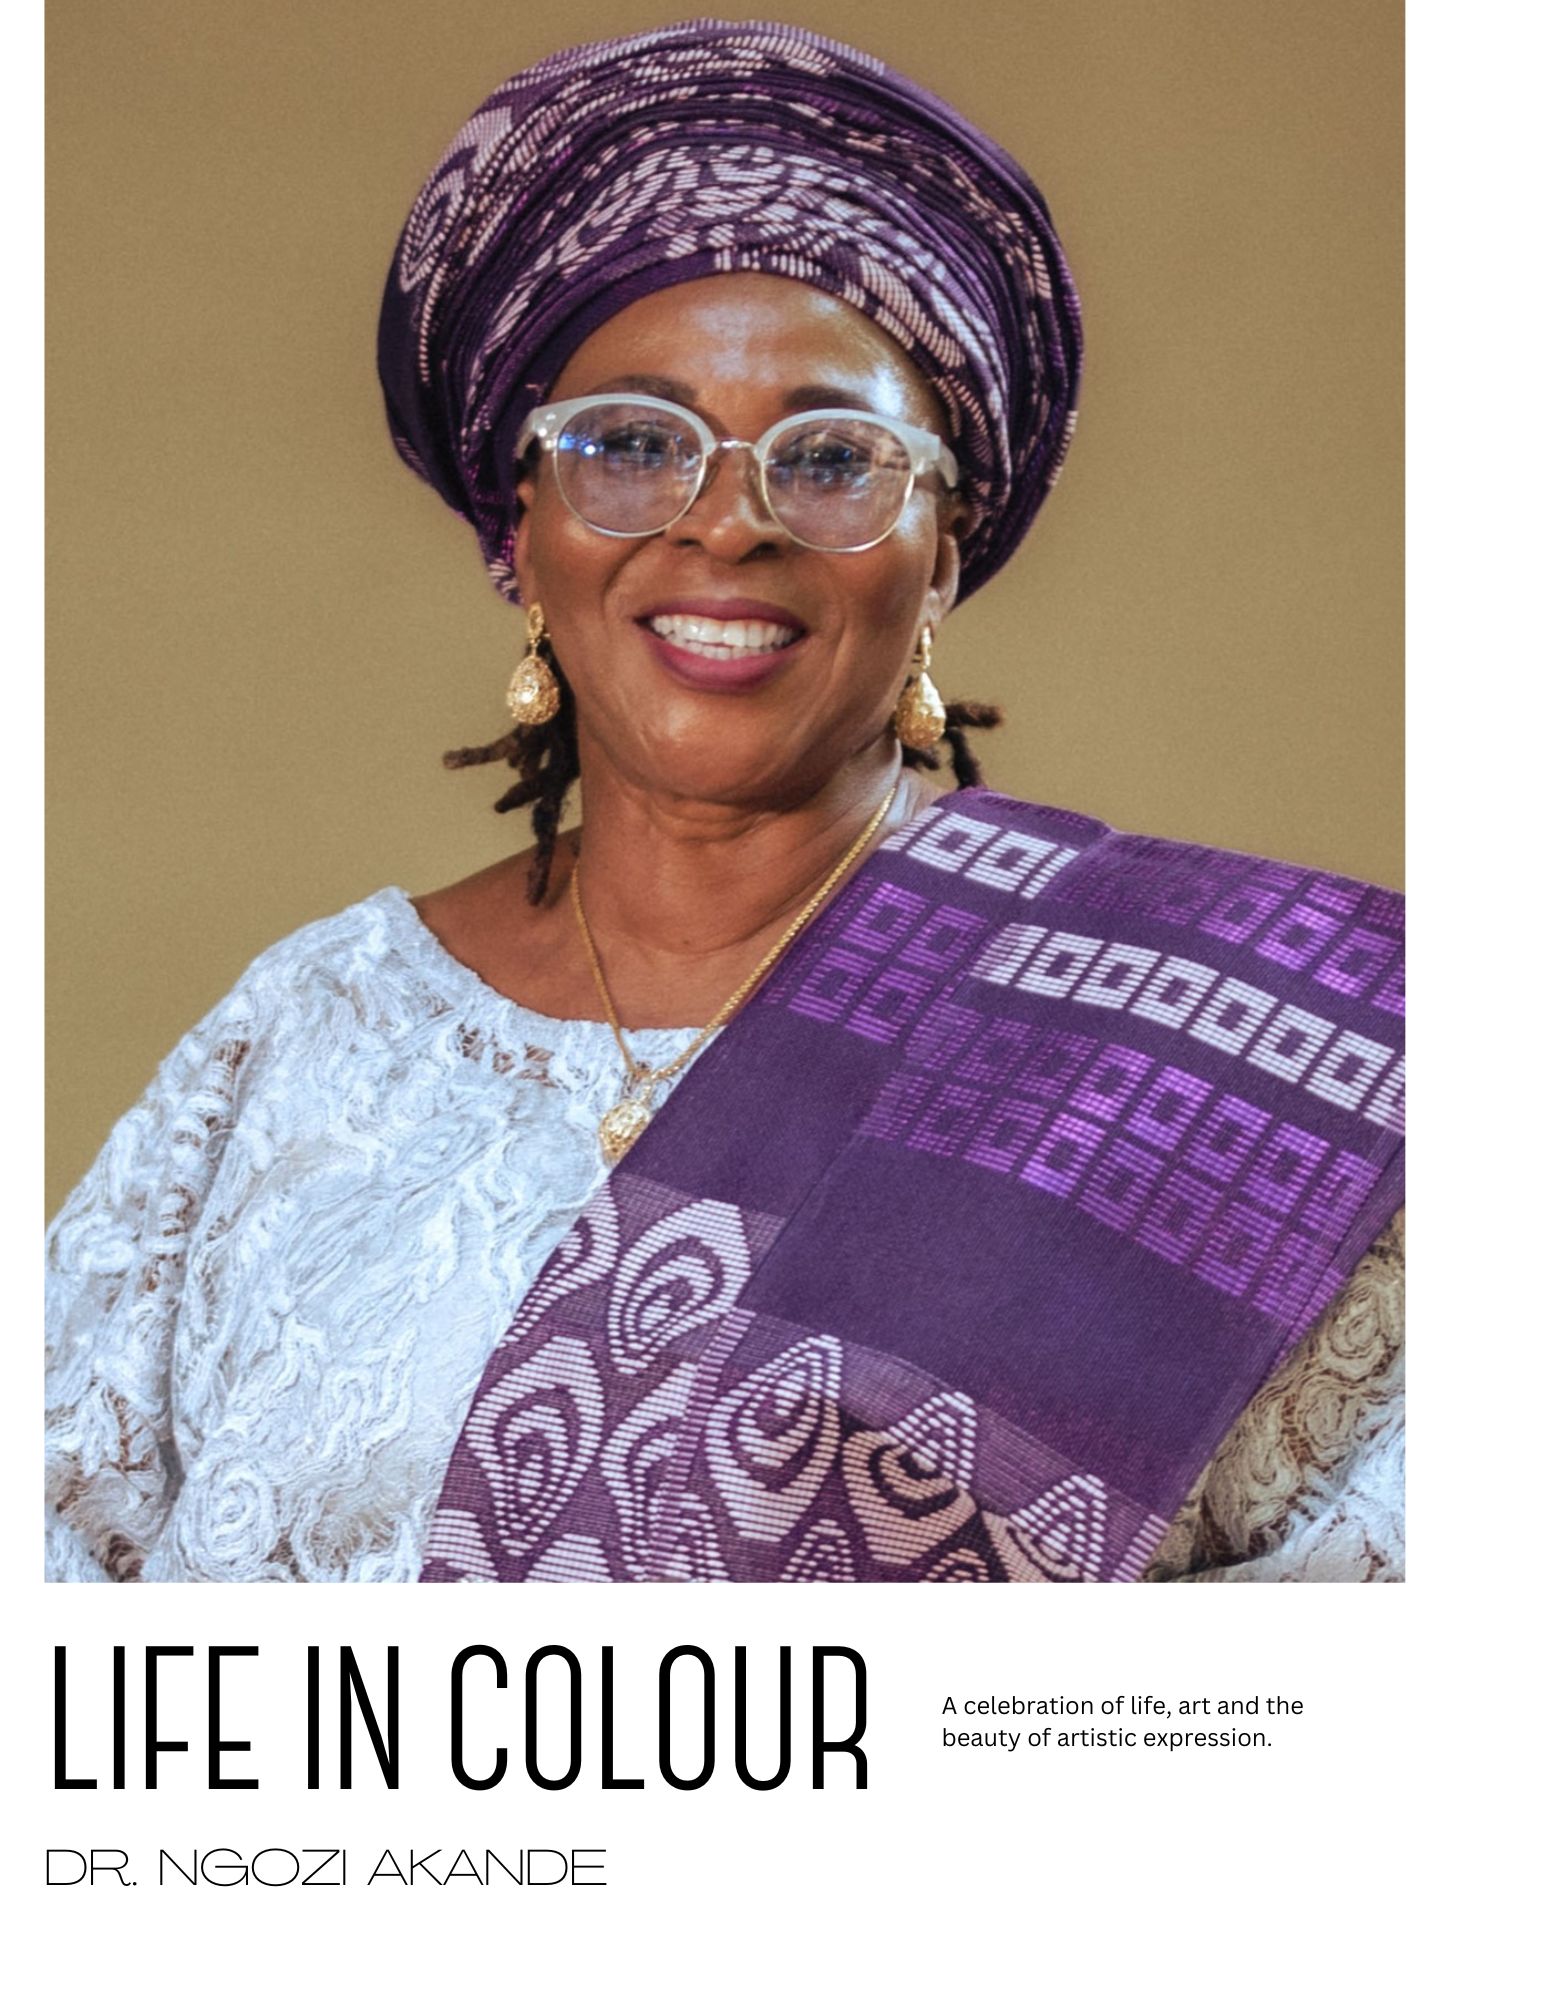 LIFE IN COLOUR
A celebration of life, art and the
beauty of artistic expression.
DR. NGOZI AKANDE